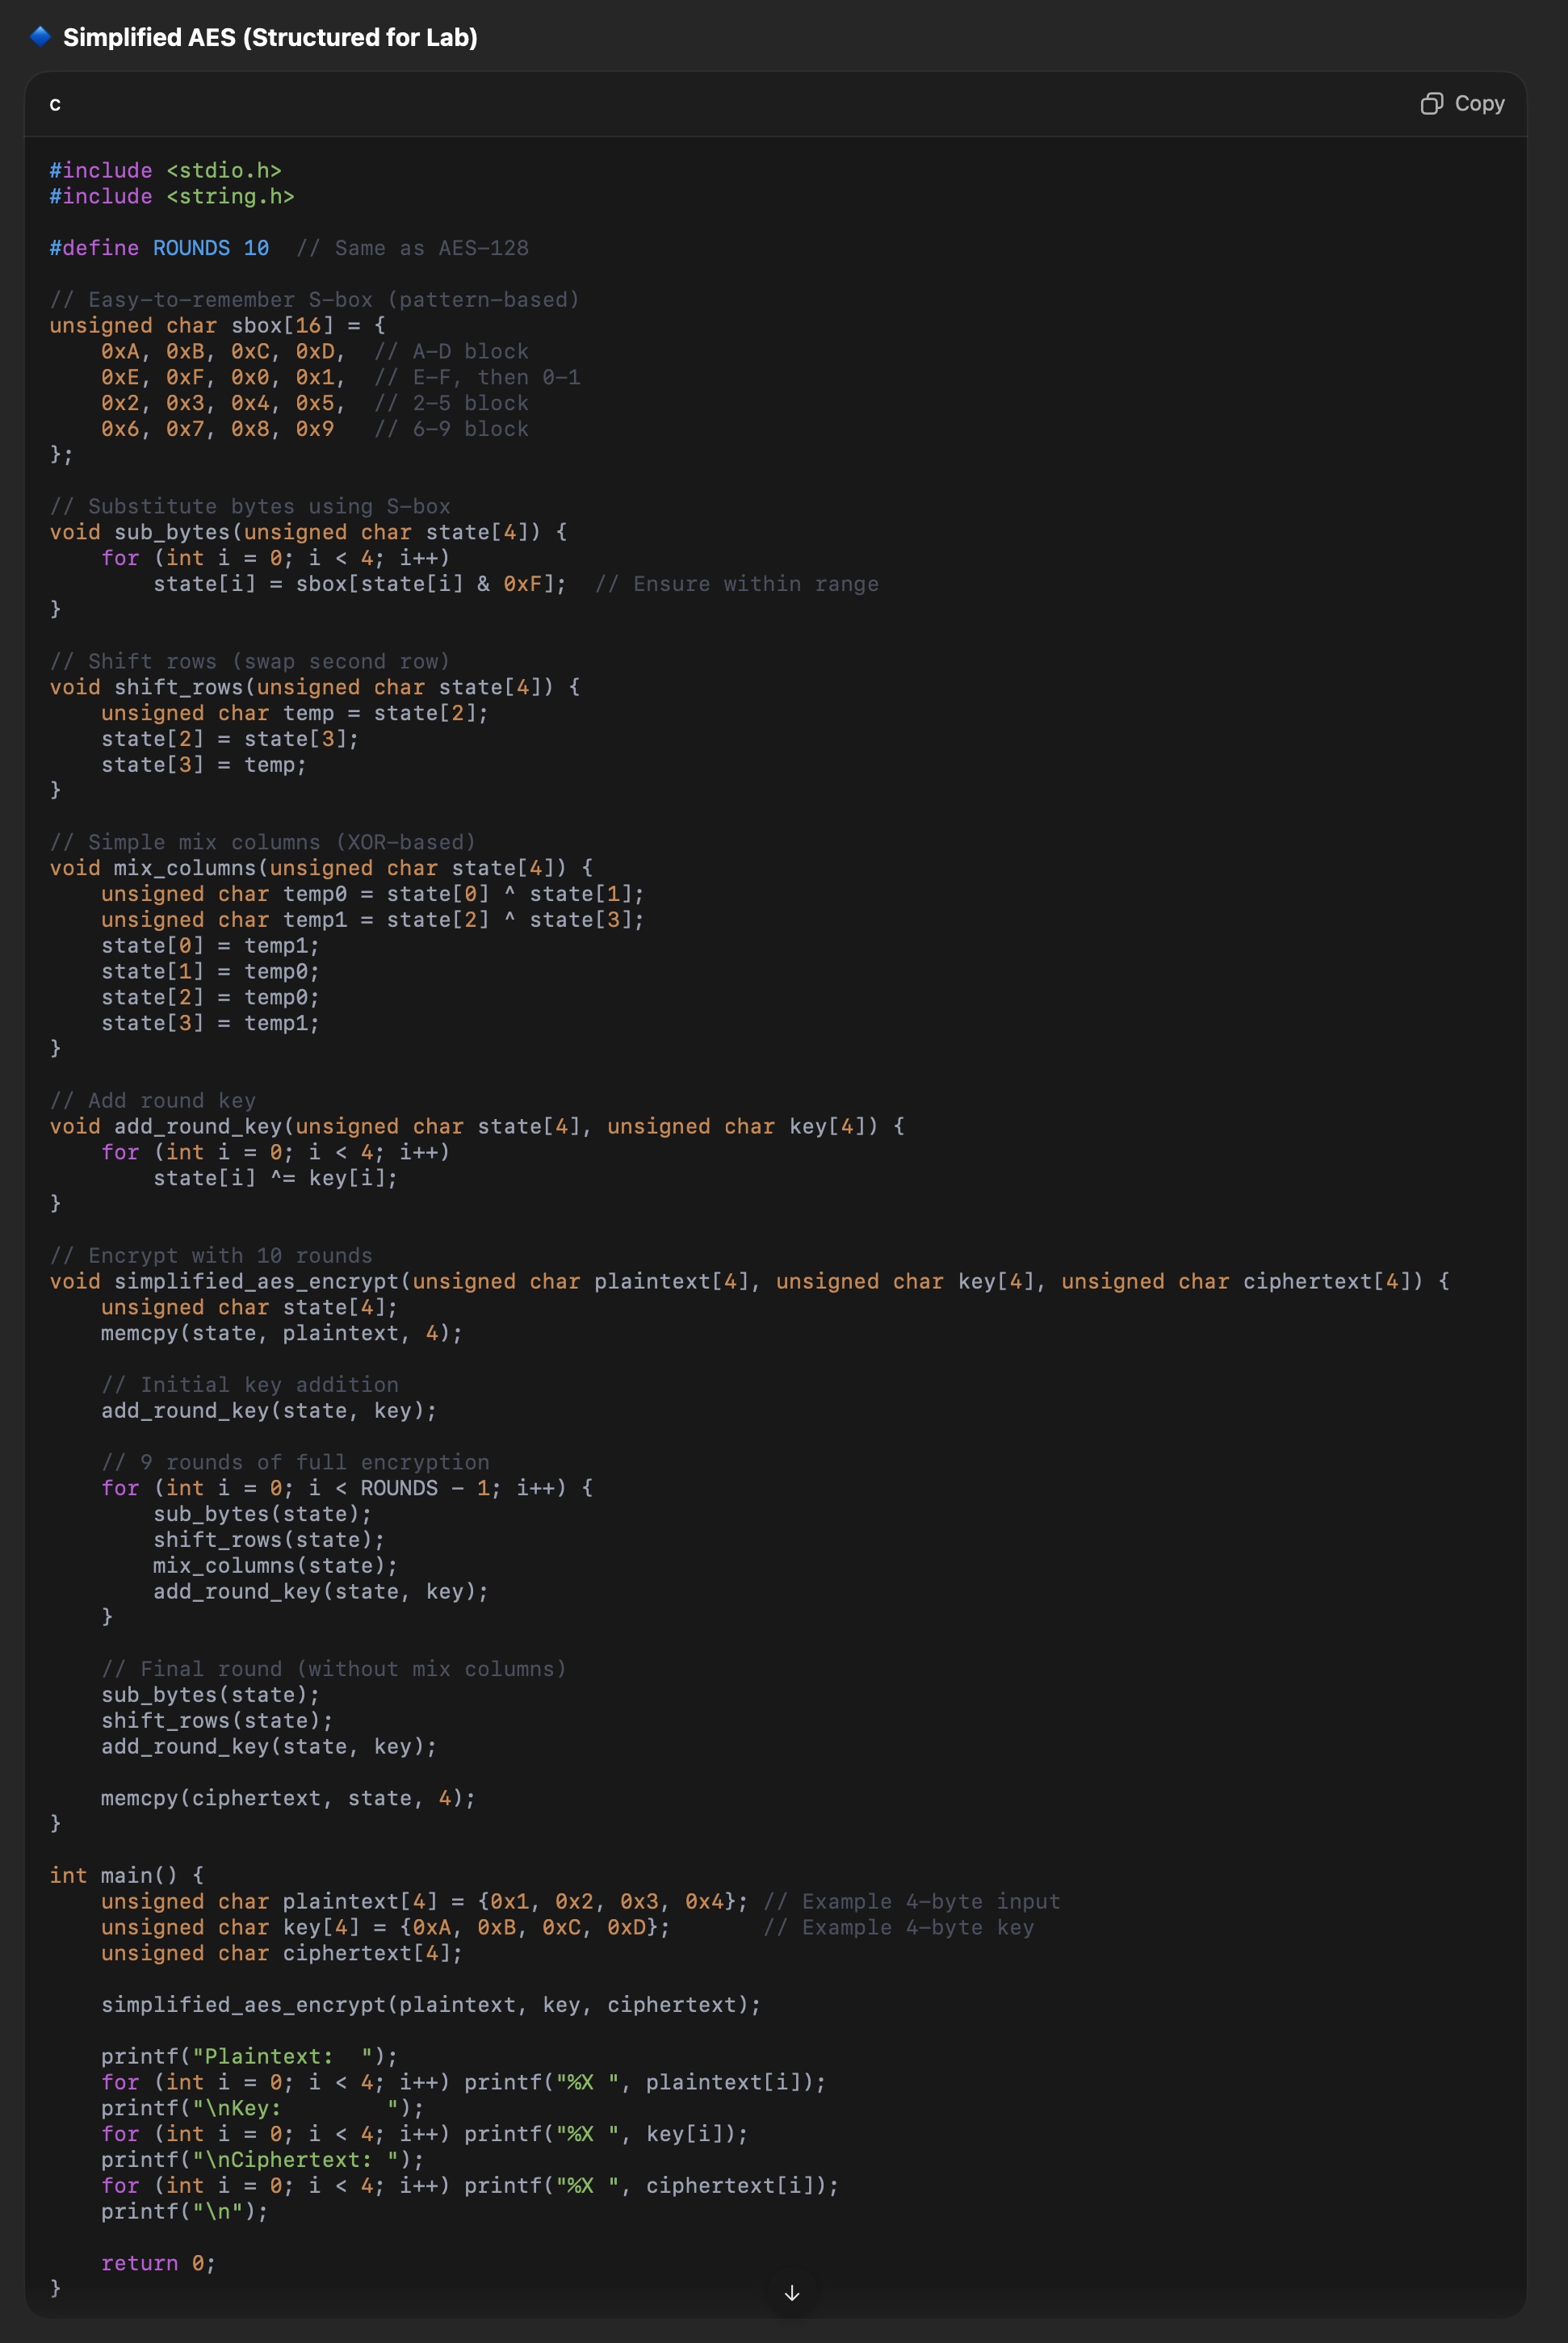 Simplified AES (Structured for Lab)
c
Copy
#include <stdio.h>
#include <string.h>

#define ROUNDS 10  // Same as AES-128

// Easy-to-remember S-box (pattern-based)
unsigned char sbox[16] = {
    0xA, 0xB, 0xC, 0xD,  // A-D block
    0xE, 0xF, 0x0, 0x1,  // E-F, then 0-1
    0x2, 0x3, 0x4, 0x5,  // 2-5 block
    0x6, 0x7, 0x8, 0x9   // 6-9 block
};

// Substitute bytes using S-box
void sub_bytes(unsigned char state[4]) {
    for (int i = 0; i < 4; i++)
        state[i] = sbox[state[i] & 0xF];  // Ensure within range
}

// Shift rows (swap second row)
void shift_rows(unsigned char state[4]) {
    unsigned char temp = state[2];
    state[2] = state[3];
    state[3] = temp;
}

// Simple mix columns (XOR-based)
void mix_columns(unsigned char state[4]) {
    unsigned char temp0 = state[0] ^ state[1];
    unsigned char temp1 = state[2] ^ state[3];
    state[0] = temp1;
    state[1] = temp0;
    state[2] = temp0;
    state[3] = temp1;
}

// Add round key
void add_round_key(unsigned char state[4], unsigned char key[4]) {
    for (int i = 0; i < 4; i++)
        state[i] ^= key[i];
}

// Encrypt with 10 rounds
void simplified_aes_encrypt(unsigned char plaintext[4], unsigned char key[4], unsigned char ciphertext[4]) {
    unsigned char state[4];
    memcpy(state, plaintext, 4);

    // Initial key addition
    add_round_key(state, key);

    // 9 rounds of full encryption
    for (int i = 0; i < ROUNDS - 1; i++) {
        sub_bytes(state);
        shift_rows(state);
        mix_columns(state);
        add_round_key(state, key);
    }

    // Final round (without mix columns)
    sub_bytes(state);
    shift_rows(state);
    add_round_key(state, key);

    memcpy(ciphertext, state, 4);
}

int main() {
    unsigned char plaintext[4] = {0x1, 0x2, 0x3, 0x4}; // Example 4-byte input
    unsigned char key[4] = {0xA, 0xB, 0xC, 0xD};       // Example 4-byte key
    unsigned char ciphertext[4];

    simplified_aes_encrypt(plaintext, key, ciphertext);

    printf("Plaintext:  ");
    for (int i = 0; i < 4; i++) printf("%X ", plaintext[i]);
    printf("\nKey:        ");
    for (int i = 0; i < 4; i++) printf("%X ", key[i]);
    printf("\nCiphertext: ");
    for (int i = 0; i < 4; i++) printf("%X ", ciphertext[i]);
    printf("\n");

    return 0;
}